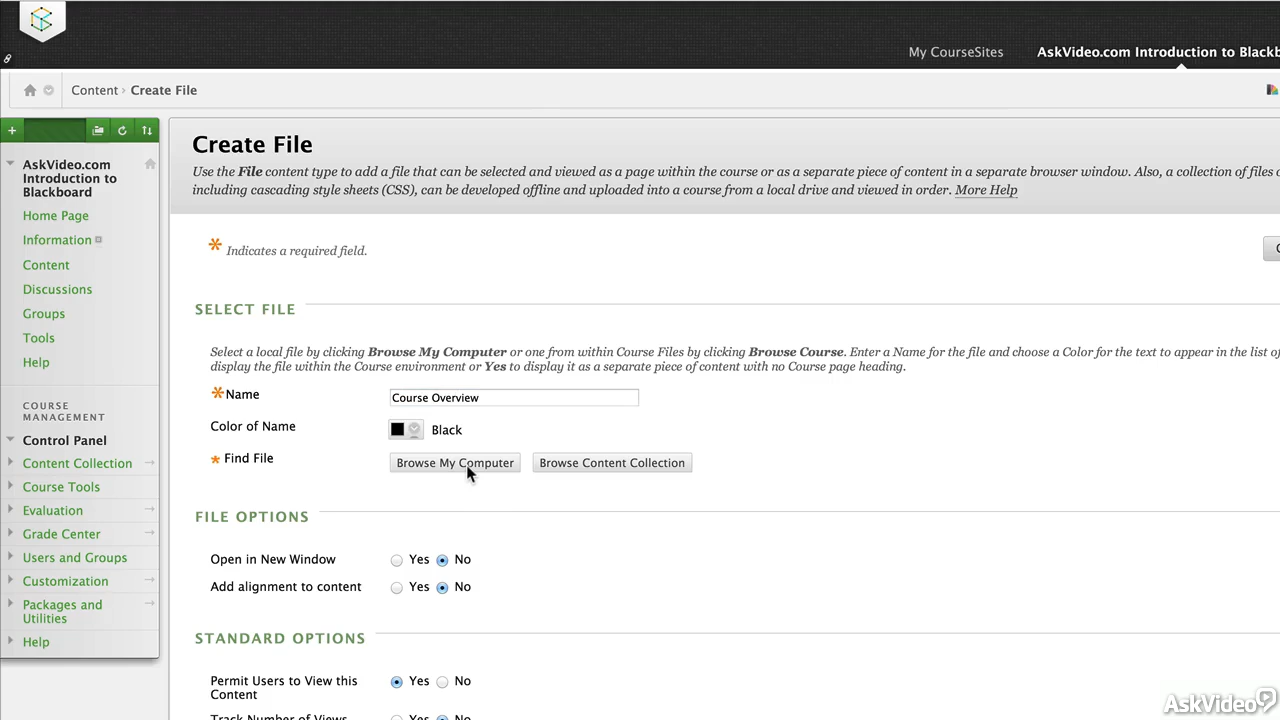 My CourseSites
AskVideo.com Introduction to
Content › Create File
AskVideo.com
Introduction to
Blackboard
Home Page
Information
Content
Discussions
Groups
Tools
Help
COURSE
MANAGEMENT
Control Panel
Content Collection
Course Tools
Evaluation
Grade Center
Users and Groups
Customization
Packages and
Utilities
Help
Create File
Use the File content type to add a file that can be selected and viewed as a page within the course or as a separate piece of content in a separate browser window. Also, a collection of files
including cascading style sheets (CSS), can be developed offline and uploaded into a course from a local drive and viewed in order. More Help
* Indicates a required field.
SELECT FILE
Select a local file by clicking Browse My Computer or one from within Course Files by clicking Browse Course. Enter a Name for the file and choose a Color for the text to appear in the list of
display the file within the Course environment or Yes to display it as a separate piece of content with no Course page heading.
* Name Course Overview
Color of Name Black
* Find File Browse My Computer Browse Content Collection
FILE OPTIONS
Open in New Window Yes No
Add alignment to content Yes No
STANDARD OPTIONS
Permit Users to View this
Content Yes No
Track Number of Views Yes No
AskVideo